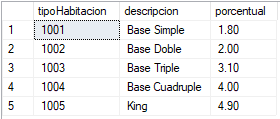 tipoHabitacion descripcion porcentual
1 1001 Base Simple 1.80
2 1002 Base Doble 2.00
3 1003 Base Triple 3.10
4 1004 Base Cuadruple 4.00
5 1005 King 4.90